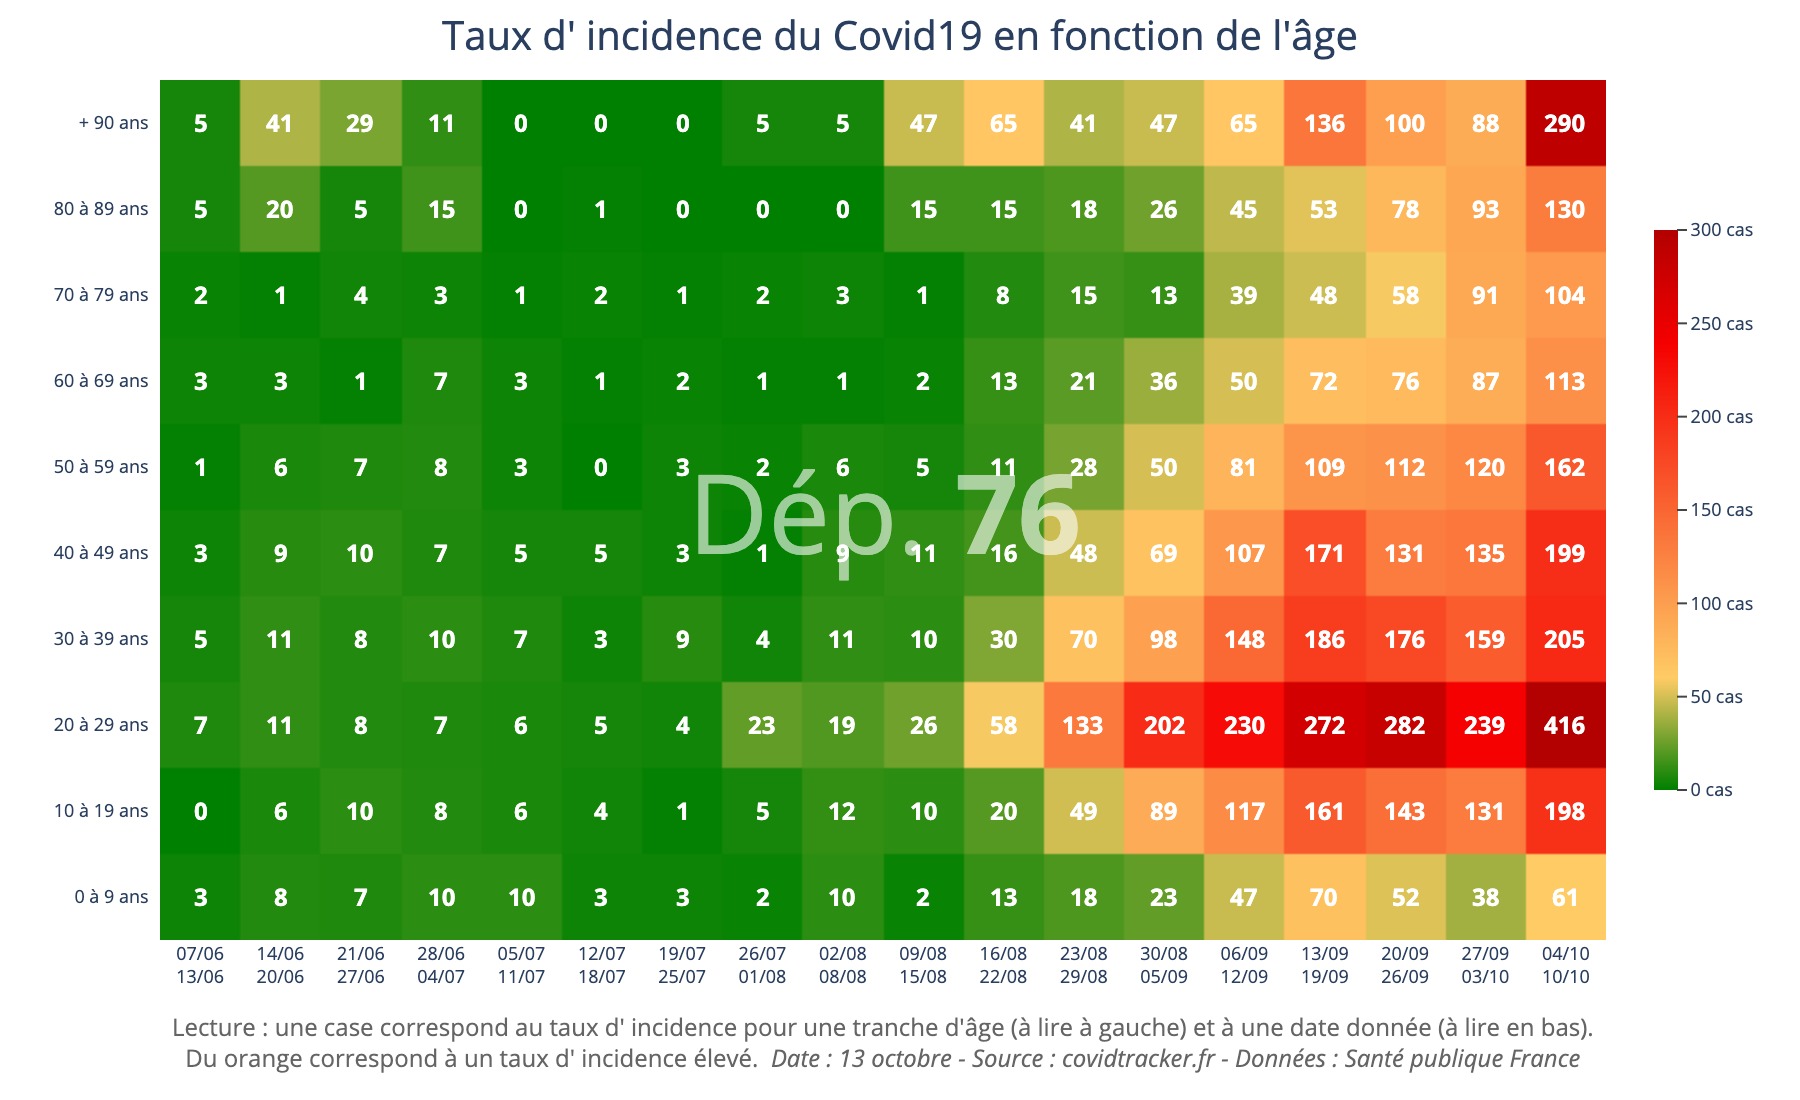 Taux d' incidence du Covid19 en fonction de l'âge
+ 90 ans 5 41 29 11 0 0 0 5 5 47 65 41 47 65 136 100 88 290
80 à 89 ans 5 20 5 15 0 1 0 0 0 15 15 18 26 45 53 78 93 130
70 à 79 ans 2 1 4 3 1 2 1 2 3 1 8 15 13 39 48 58 91 104
60 à 69 ans 3 3 1 7 3 1 2 1 1 2 13 21 36 50 72 76 87 113
50 à 59 ans 1 6 7 8 3 0 3 2 6 5 11 28 50 81 109 112 120 162
Dép. 76
40 à 49 ans 3 9 10 7 5 5 3 1 9 11 16 48 69 107 171 131 135 199
30 à 39 ans 5 11 8 10 7 3 9 4 11 10 30 70 98 148 186 176 159 205
20 à 29 ans 7 11 8 7 6 5 4 23 19 26 58 133 202 230 272 282 239 416
10 à 19 ans 0 6 10 8 6 4 1 5 12 10 20 49 89 117 161 143 131 198
0 à 9 ans 3 8 7 10 10 3 3 2 10 2 13 18 23 47 70 52 38 61
07/06 14/06 21/06 28/06 05/07 12/07 19/07 26/07 02/08 09/08 16/08 23/08 30/08 06/09 13/09 20/09 27/09 04/10
13/06 20/06 27/06 04/07 11/07 18/07 25/07 01/08 08/08 15/08 22/08 29/08 05/09 12/09 19/09 26/09 03/10 10/10
300 cas
250 cas
200 cas
150 cas
100 cas
50 cas
0 cas
Lecture : une case correspond au taux d' incidence pour une tranche d'âge (à lire à gauche) et à une date donnée (à lire en bas).
Du orange correspond à un taux d' incidence élevé. Date : 13 octobre - Source : covidtracker.fr - Données : Santé publique France